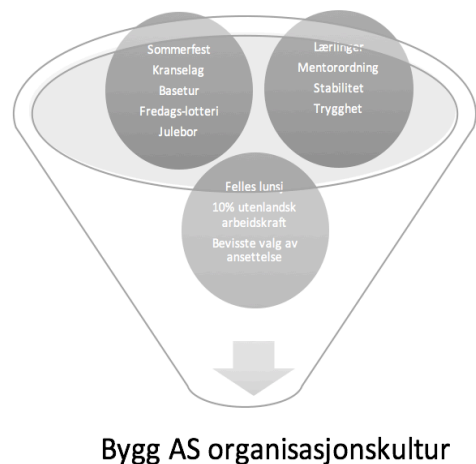 Sommerfest
Kranselag
Basetur
Fredags-lotteri
Julebor
Lærlinger
Mentorordning
Stabilitet
Trygghet
Felles lunsj
10% utenlandsk
arbeidskraft
Bevisste valg av
ansettelse
Bygg AS organisasjonskultur